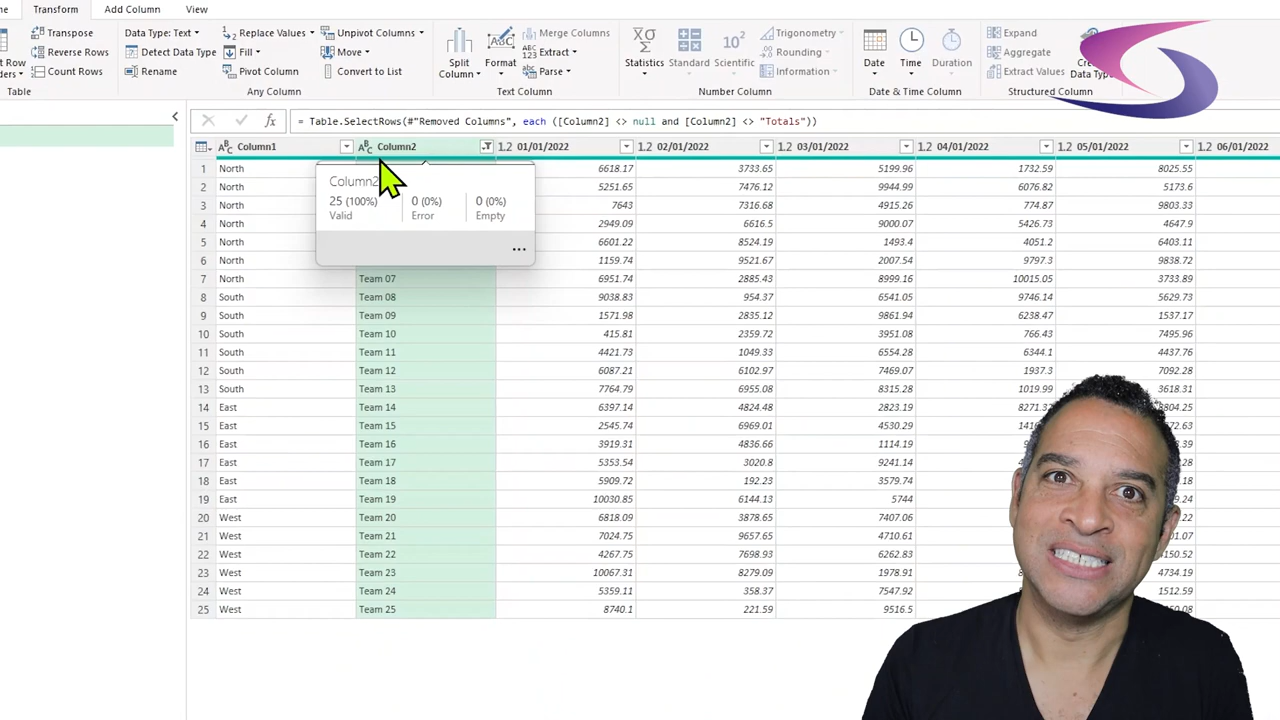 Transform Add Column View
Transpose
Reverse Rows
Count Rows
Table
Data Type: Text
Detect Data Type
Rename
Replace Values
Fill
Pivot Column
Unpivot Columns
Move
Convert to List
Any Column
Split Column
Format
Merge Columns
Extract
Parse
Text Column
Statistics
Standard
Scientific
Trigonometry
Rounding
Information
Number Column
Date
Time
Duration
Date & Time Column
Expand
Aggregate
Extract Values
Data Type
Structured Column
fx = Table.SelectRows(#"Removed Columns", each ([Column2] <> null and [Column2] <> "Totals"))
Column1 Column2 1.2 01/01/2022 1.2 02/01/2022 1.2 03/01/2022 1.2 04/01/2022 1.2 05/01/2022 1.2 06/01/2022
Column2
25 (100%) 0 (0%) 0 (0%)
Valid Error Empty
1 North 6618.17 3733.65 5199.96 1732.59 8025.55
2 North 5251.65 7476.12 9944.99 6076.82 5173.6
3 North 7643 7316.68 4915.26 774.87 9803.33
4 North 2949.09 6616.5 9000.07 5426.73 4647.9
5 North 6601.22 8524.19 1493.4 4051.2 6403.11
6 North 1159.74 9521.67 2007.54 9797.3 9838.72
7 North Team 07 6951.74 2885.43 8999.16 10015.05 3733.89
8 South Team 08 9038.83 954.37 6541.05 9746.14 5629.73
9 South Team 09 1571.98 2835.12 9861.94 6238.47 1537.17
10 South Team 10 415.81 2359.72 3951.08 766.43 7495.96
11 South Team 11 4421.73 1049.33 6554.28 6344.1 4437.76
12 South Team 12 6087.21 6102.97 7469.07 1937.3 7092.28
13 South Team 13 7764.79 6955.08 8315.28 1019.99 3618.31
14 East Team 14 6397.14 4824.48 2823.19
15 East Team 15 2545.74 6969.01 4530.29
16 East Team 16 3919.31 4836.66 1114.19
17 East Team 17 5353.54 3020.8 9241.14
18 East Team 18 5909.72 192.23 3579.74
19 East Team 19 10030.85 6144.13 5744
20 West Team 20 6818.09 3878.65 7407.06
21 West Team 21 7024.75 9657.65 4710.61
22 West Team 22 4267.75 7698.93 6262.83
23 West Team 23 10067.31 8279.09 1978.91 4734.19
24 West Team 24 5359.11 358.37 7547.92 1512.59
25 West Team 25 8740.1 221.59 9516.5